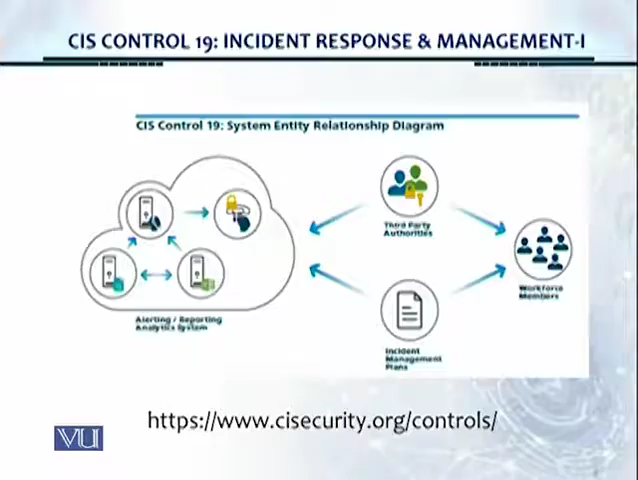 CIS CONTROL 19: INCIDENT RESPONSE & MANAGEMENT-I
CIS Control 19: System Entity Relationship Diagram
Third Party
Authorities
Workforce
Members
Alerting / Reporting
Analytics System
Incident
Management
Plans
https://www.cisecurity.org/controls/
VU